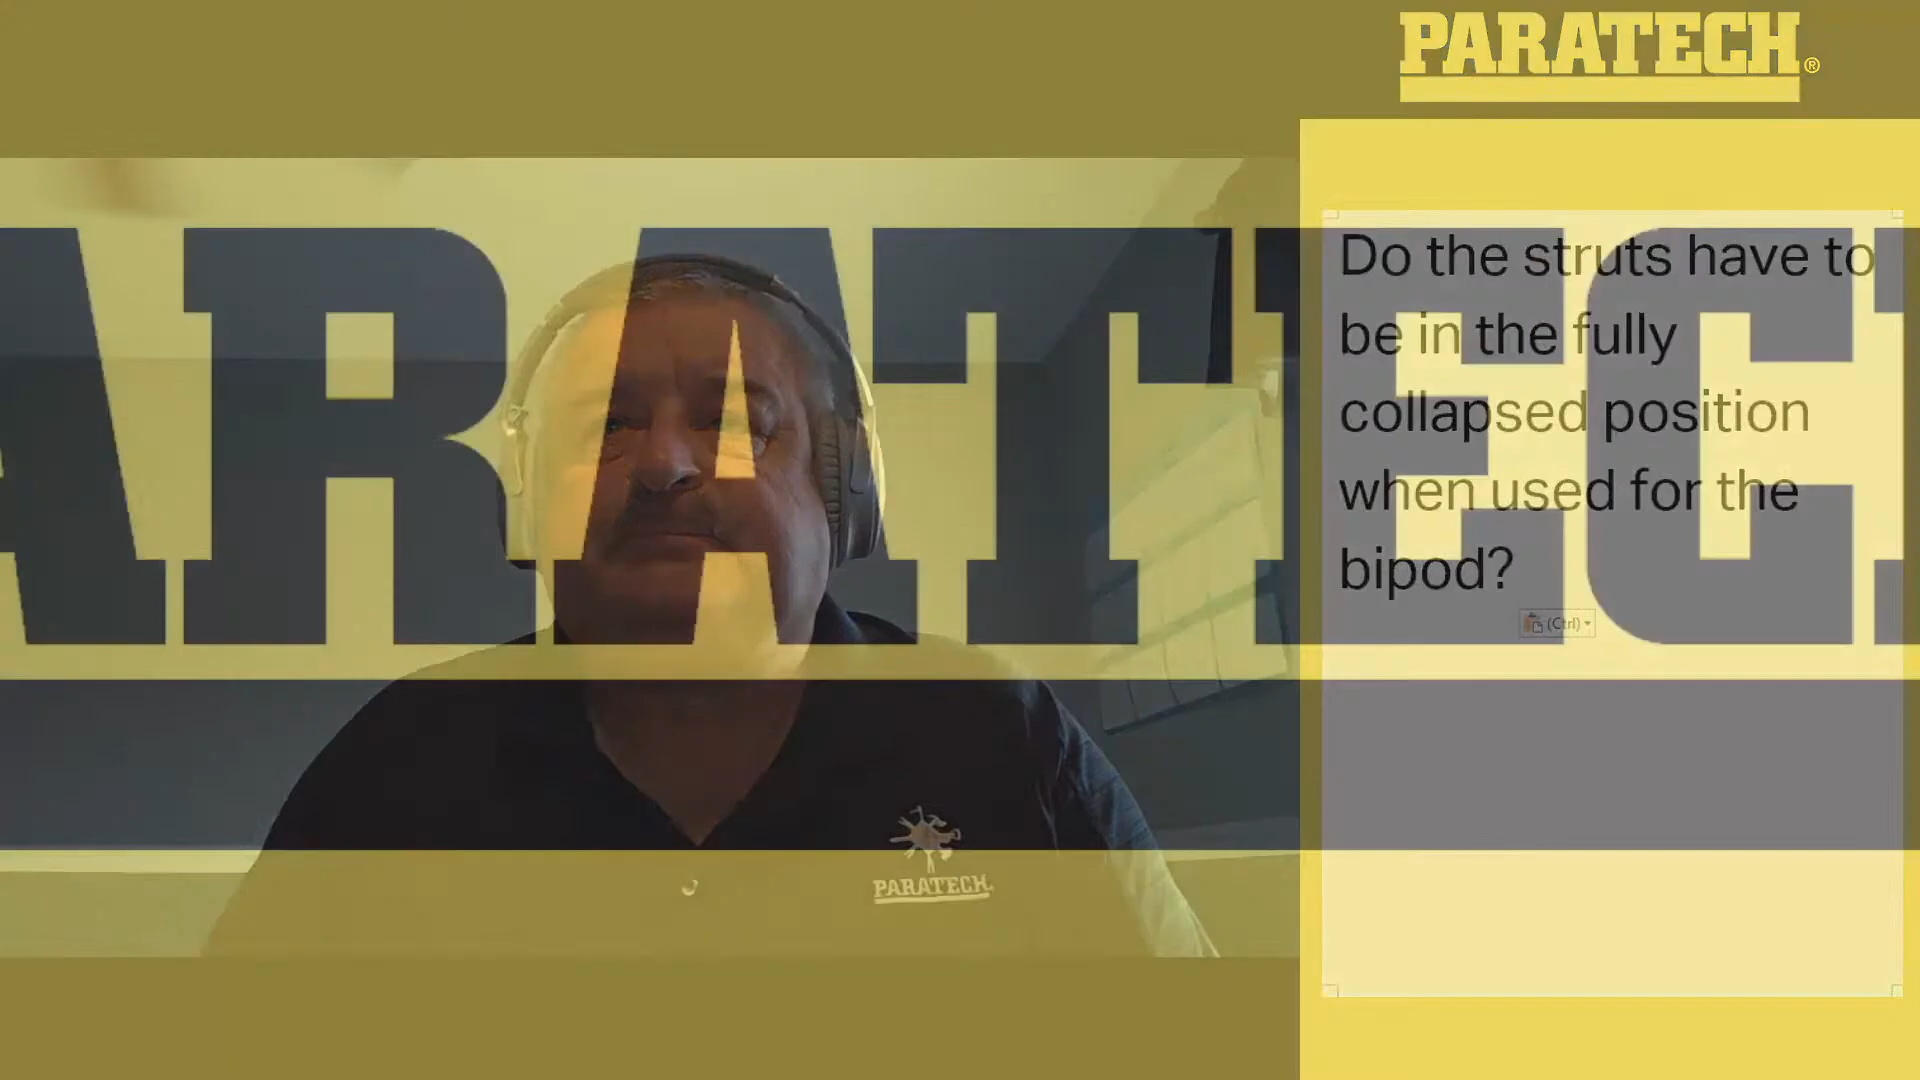 PARATECH®
ARATEC
Do the struts have to
be in the fully
collapsed position
when used for the
bipod?
(Ctrl)
PARATECH